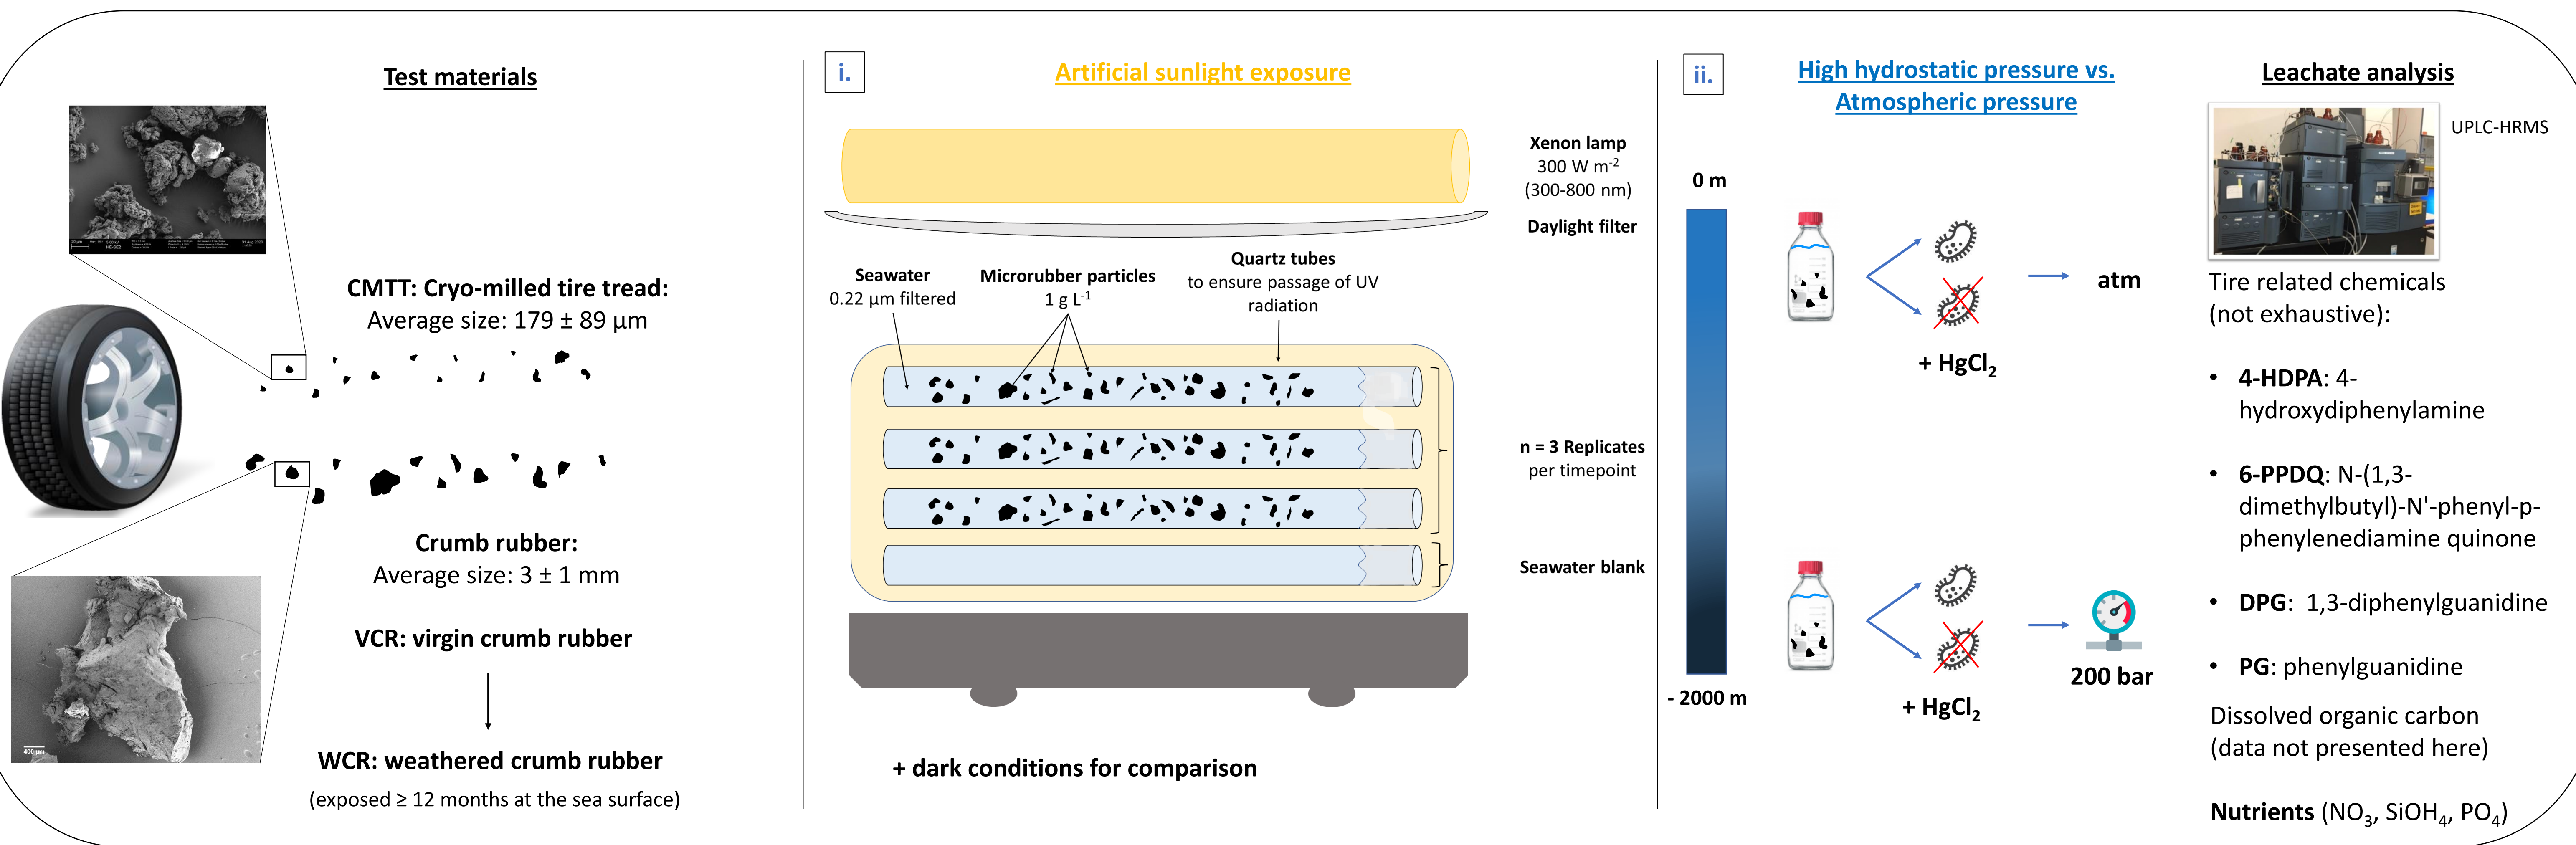 Test materials
CMTT: Cryo-milled tire tread:
Average size: 179 ± 89 µm
Crumb rubber:
Average size: 3 ± 1 mm
VCR: virgin crumb rubber
WCR: weathered crumb rubber
(exposed ≥ 12 months at the sea surface)
400 µm
i.
Artificial sunlight exposure
Xenon lamp
300 W m-2
(300-800 nm)
Daylight filter
Seawater
0.22 µm filtered
Microrubber particles
1 g L-1
Quartz tubes
to ensure passage of UV
radiation
n = 3 Replicates
per timepoint
Seawater blank
+ dark conditions for comparison
ii.
High hydrostatic pressure vs.
Atmospheric pressure
0 m
- 2000 m
atm
+ HgCl2
200 bar
+ HgCl2
Leachate analysis
UPLC-HRMS
Tire related chemicals
(not exhaustive):
• 4-HDPA: 4-
hydroxydiphenylamine
• 6-PPDQ: N-(1,3-
dimethylbutyl)-N'-phenyl-p-
phenylenediamine quinone
• DPG: 1,3-diphenylguanidine
• PG: phenylguanidine
Dissolved organic carbon
(data not presented here)
Nutrients (NO3, SiOH4, PO4)